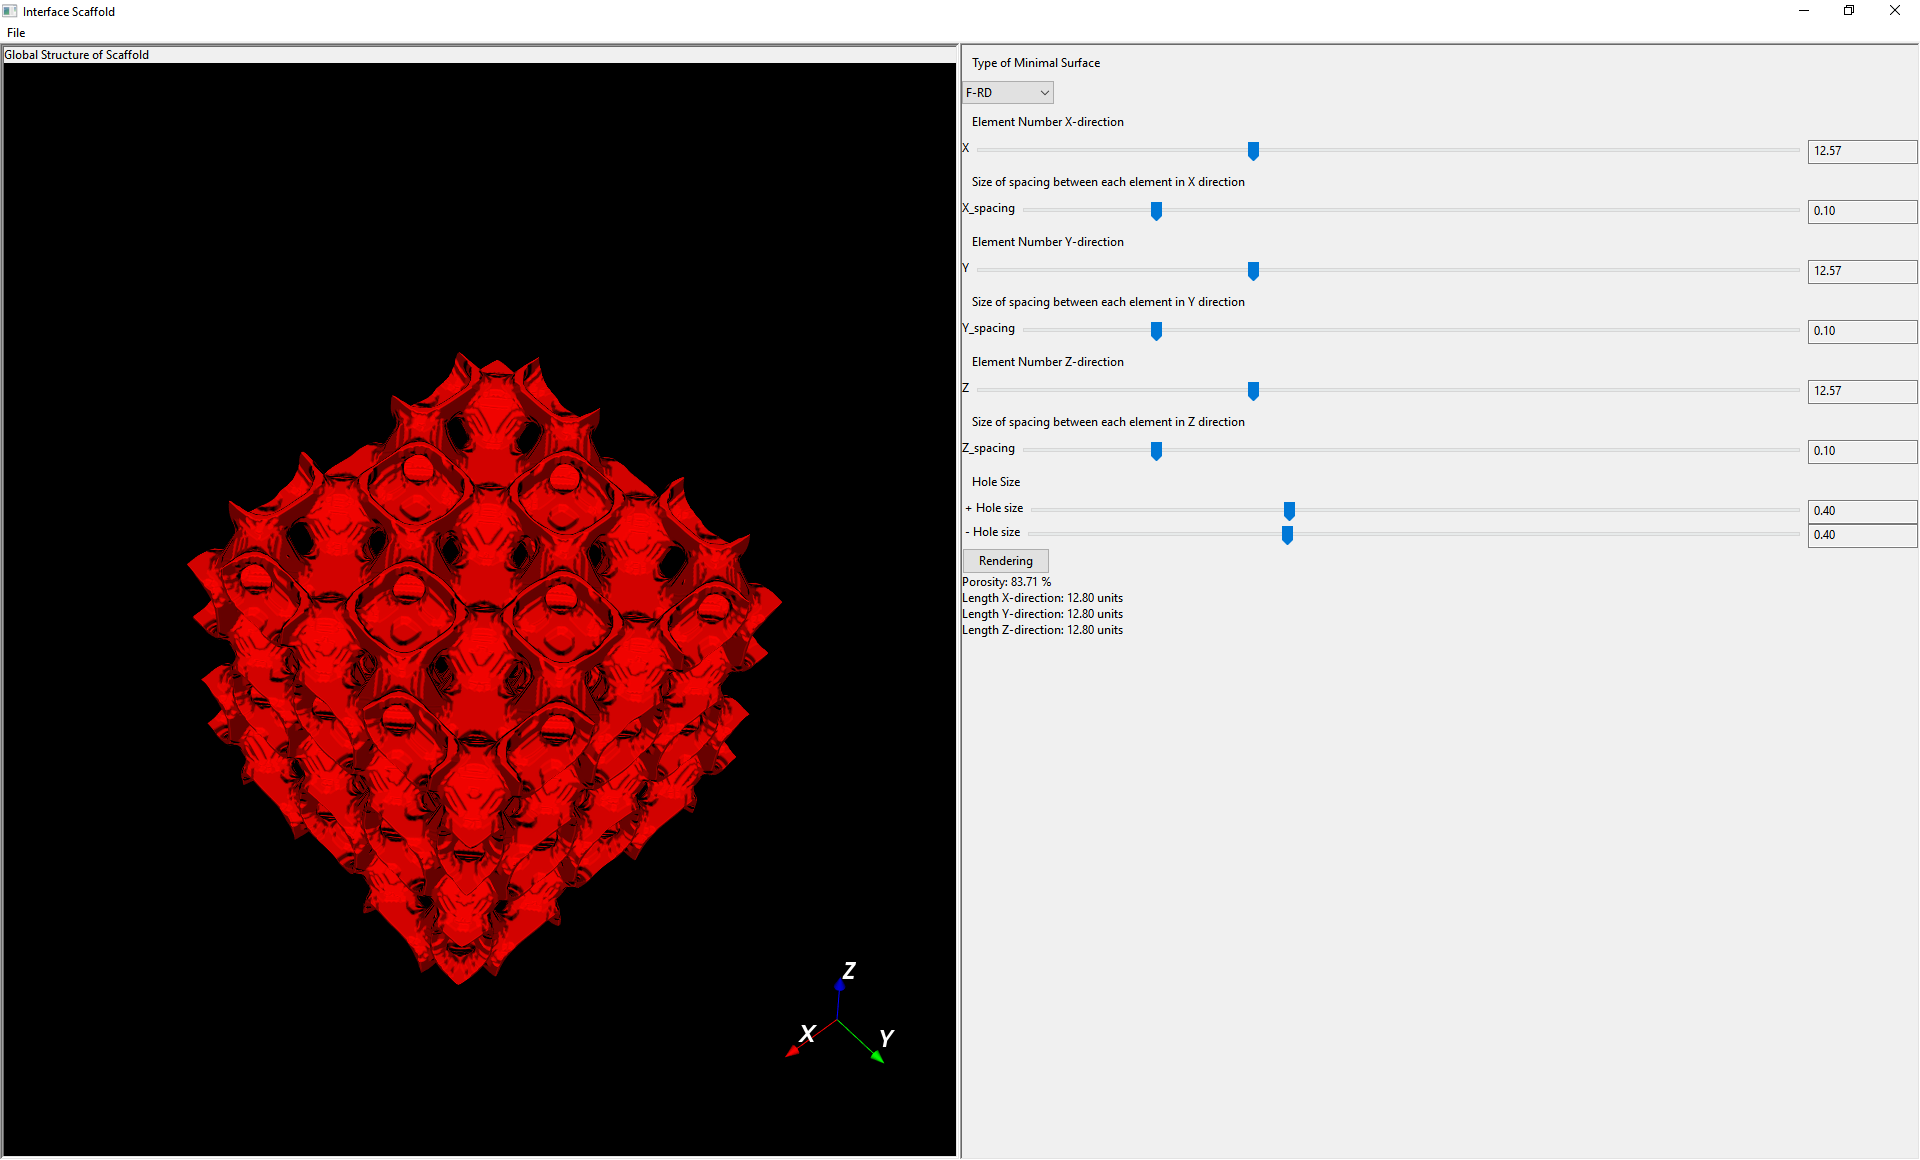 Interface Scaffold
File
Global Structure of Scaffold
Z
X
Y
Type of Minimal Surface
F-RD
Element Number X-direction
X 12.57
Size of spacing between each element in X direction
X_spacing 0.10
Element Number Y-direction
Y 12.57
Size of spacing between each element in Y direction
Y_spacing 0.10
Element Number Z-direction
Z 12.57
Size of spacing between each element in Z direction
Z_spacing 0.10
Hole Size
+ Hole size 0.40
- Hole size 0.40
Rendering
Porosity: 83.71 %
Length X-direction: 12.80 units
Length Y-direction: 12.80 units
Length Z-direction: 12.80 units